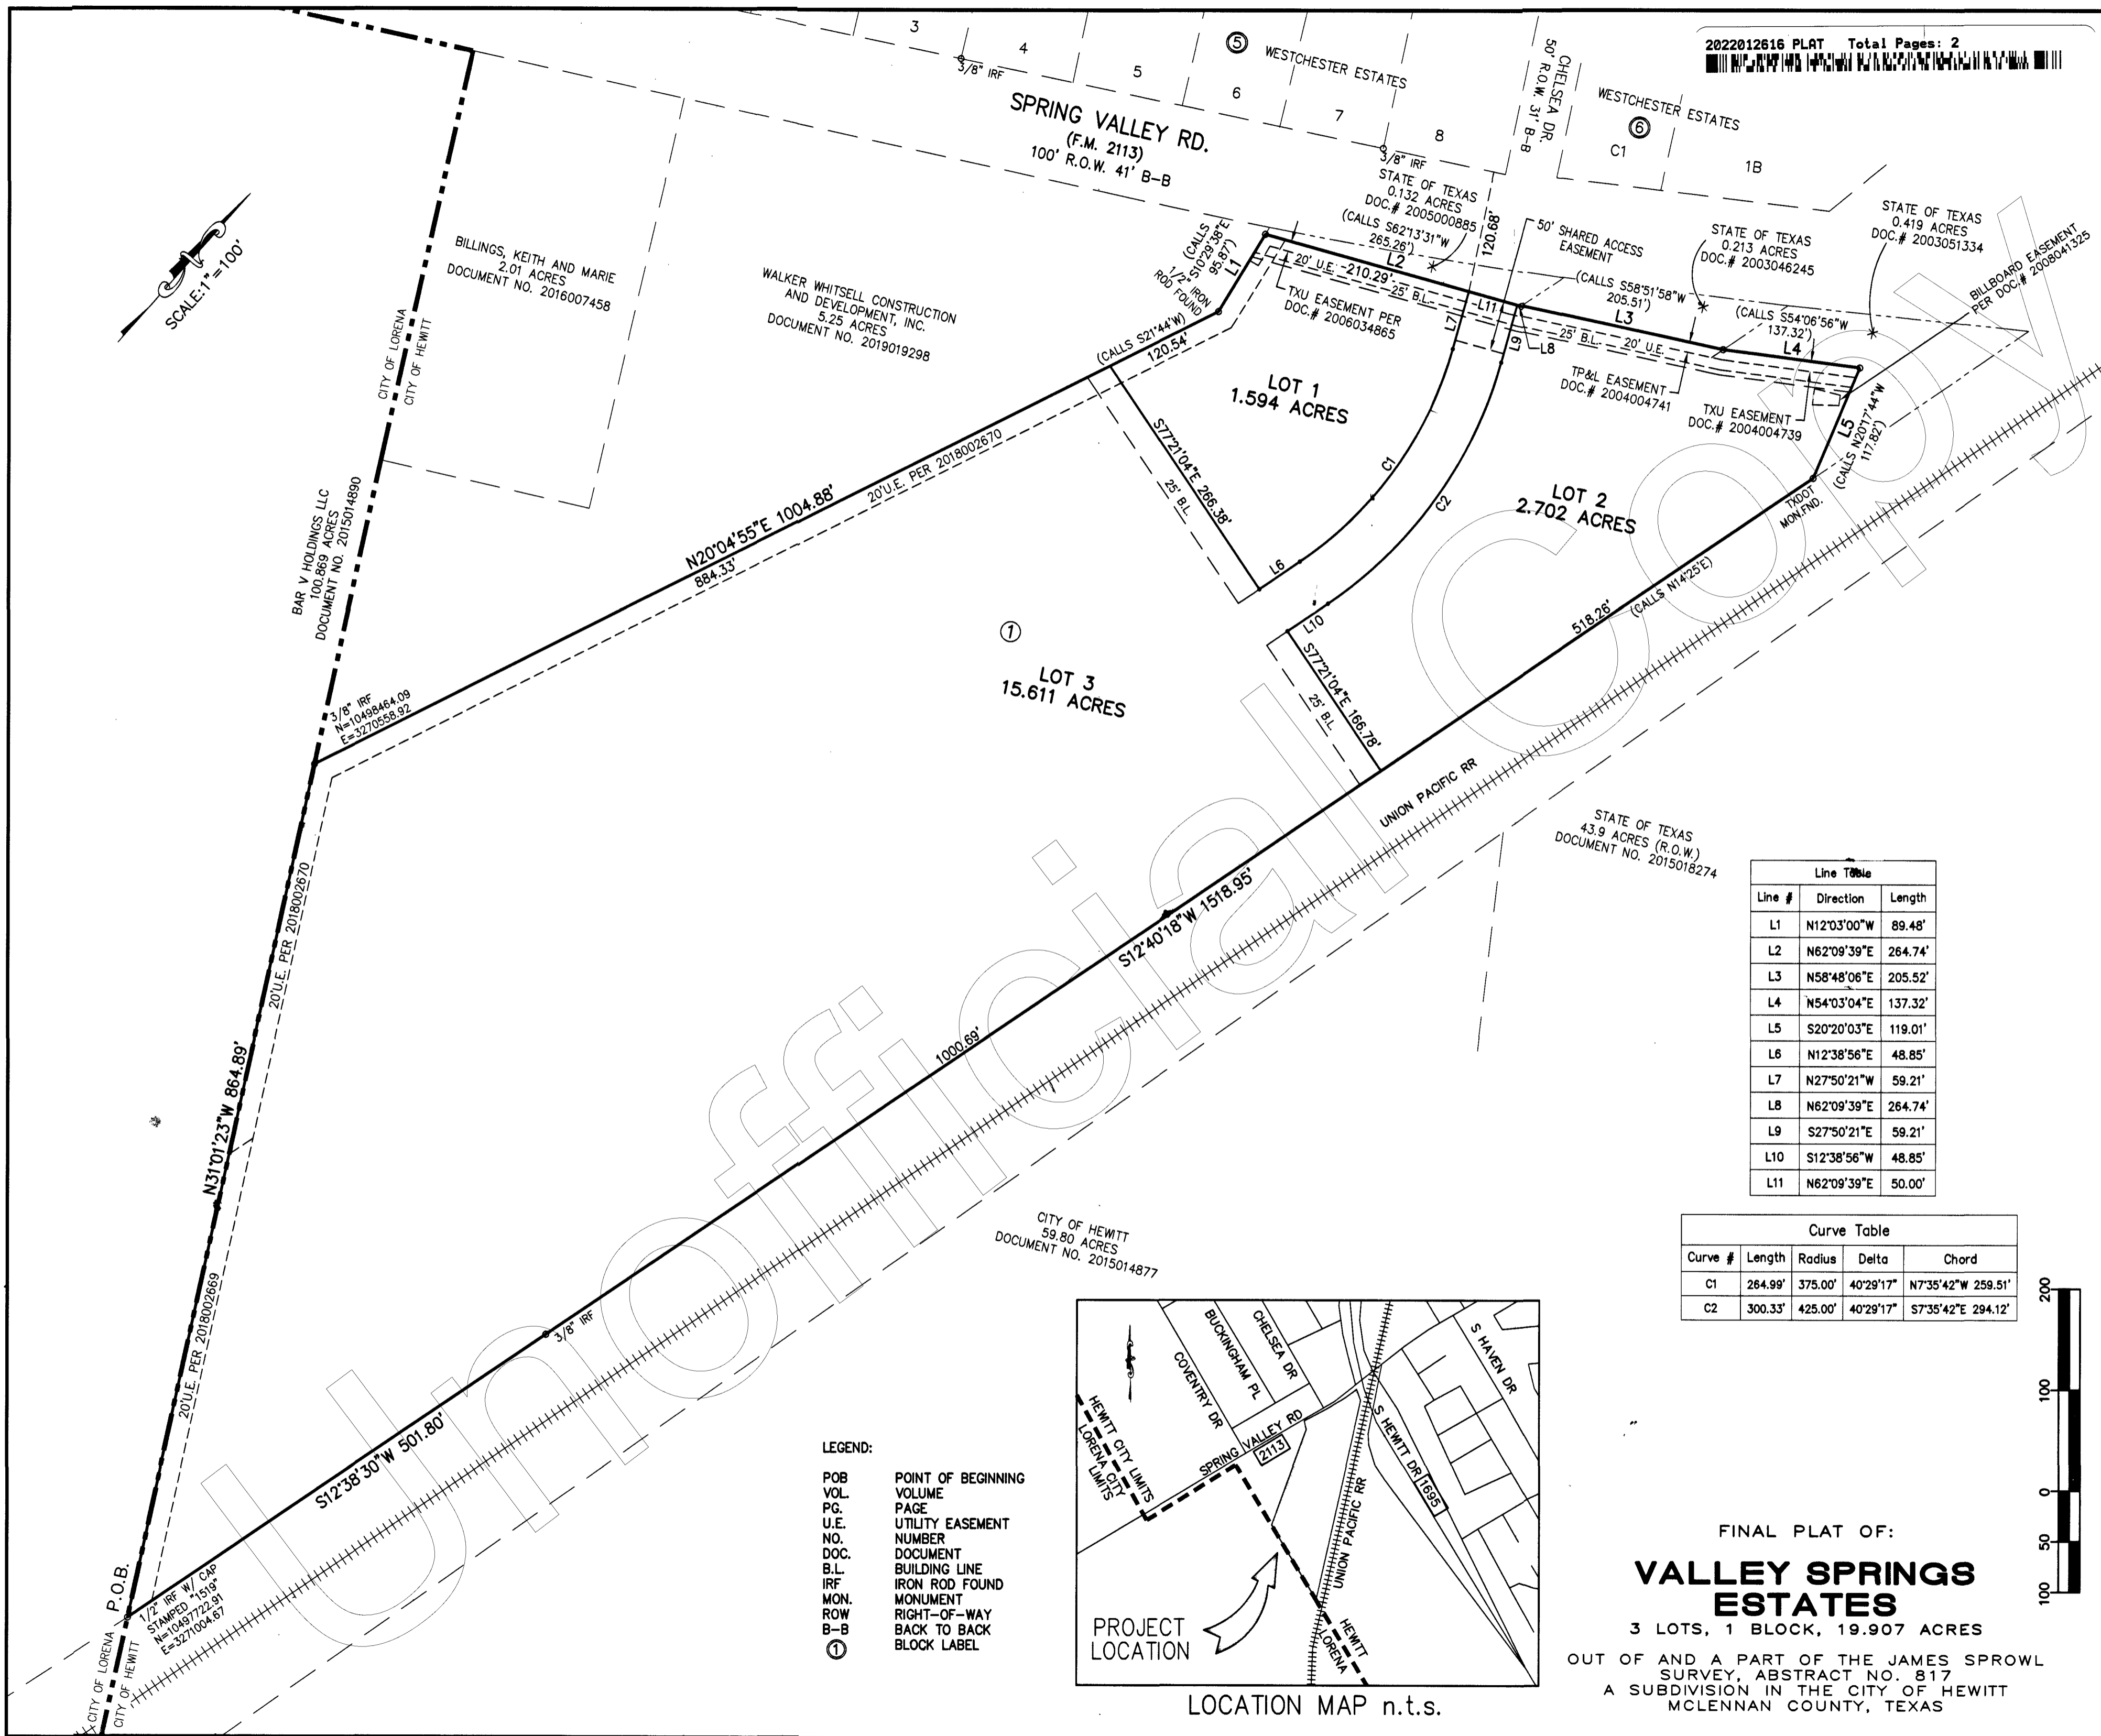 2022012616 PLAT Total Pages: 2
3
4
5
6
7
8
5
WESTCHESTER ESTATES
3/8" IRF
3/8" IRF
CHELSEA DR.
50' R.O.W. 31' B-B
WESTCHESTER ESTATES
6
C1
1B
SPRING VALLEY RD.
(F.M. 2113)
100' R.O.W. 41' B-B
SCALE:1"=100'
CITY OF LORENA
CITY OF HEWITT
BILLINGS, KEITH AND MARIE
2.01 ACRES
DOCUMENT NO. 2016007458
WALKER WHITSELL CONSTRUCTION
AND DEVELOPMENT, INC.
5.25 ACRES
DOCUMENT NO. 2019019298
(CALLS
S10°29'38"E
95.87')
L1
1/2" IRON
ROD FOUND
STATE OF TEXAS
0.132 ACRES
DOC.# 2005000885
(CALLS S62°13'31"W
265.26')
120.68'
50' SHARED ACCESS
EASEMENT
STATE OF TEXAS
0.213 ACRES
DOC.# 2003046245
STATE OF TEXAS
0.419 ACRES
DOC.# 2003051334
BILLBOARD EASEMENT
PER DOC.# 2008041325
L2
20' U.E.
210.29'
25' B.L.
L11
L7
L9
L8
(CALLS S58°51'58"W
205.51')
L3
25' B.L.
20' U.E.
(CALLS S54°06'56"W
137.32')
L4
TXU EASEMENT PER
DOC.# 2006034865
TP&L EASEMENT
DOC.# 2004004741
TXU EASEMENT
DOC.# 2004004739
L5
(CALLS N20°17'44"W
117.82')
TXDOT
MON.FND.
(CALLS S21°44'W)
120.54'
LOT 1
1.594 ACRES
S77°21'04"E 266.38'
25' B.L.
C1
C2
L6
L10
LOT 2
2.702 ACRES
S77°21'04"E 166.78'
25' B.L.
518.26'
(CALLS N14°25'E)
N20°04'55"E 1004.88'
884.33'
20'U.E. PER 2018002670
BAR V HOLDINGS LLC
100.869 ACRES
DOCUMENT NO. 2015014890
3/8" IRF
N=10498464.09
E=3270558.92
1
LOT 3
15.611 ACRES
UNION PACIFIC RR
STATE OF TEXAS
43.9 ACRES (R.O.W.)
DOCUMENT NO. 2015018274
S12°40'18"W 1518.95'
1000.69'
20'U.E. PER 2018002670
N31°01'23"W 864.89'
20'U.E. PER 2018002669
3/8" IRF
S12°38'30"W 501.80'
CITY OF HEWITT
59.80 ACRES
DOCUMENT NO. 2015014877
P.O.B.
1/2" IRF W/ CAP
STAMPED "1519"
N=10497722.91
E=3271004.67
CITY OF LORENA
CITY OF HEWITT
Unofficial Copy
Line Table
Line # Direction Length
L1 N12°03'00"W 89.48'
L2 N62°09'39"E 264.74'
L3 N58°48'06"E 205.52'
L4 N54°03'04"E 137.32'
L5 S20°20'03"E 119.01'
L6 N12°38'56"E 48.85'
L7 N27°50'21"W 59.21'
L8 N62°09'39"E 264.74'
L9 S27°50'21"E 59.21'
L10 S12°38'56"W 48.85'
L11 N62°09'39"E 50.00'
Curve Table
Curve # Length Radius Delta Chord
C1 264.99' 375.00' 40°29'17" N7°35'42"W 259.51'
C2 300.33' 425.00' 40°29'17" S7°35'42"E 294.12'
LEGEND:
POB POINT OF BEGINNING
VOL. VOLUME
PG. PAGE
U.E. UTILITY EASEMENT
NO. NUMBER
DOC. DOCUMENT
B.L. BUILDING LINE
IRF IRON ROD FOUND
MON. MONUMENT
ROW RIGHT-OF-WAY
B-B BACK TO BACK
1 BLOCK LABEL
BUCKINGHAM PL
CHELSEA DR
COVENTRY DR
S HAVEN DR
HEWITT CITY LIMITS
LORENA CITY
LIMITS
SPRING VALLEY RD
2113
S HEWITT DR
1695
UNION PACIFIC RR
HEWITT
LORENA
PROJECT
LOCATION
LOCATION MAP n.t.s.
200
100
0
50
100
FINAL PLAT OF:
VALLEY SPRINGS
ESTATES
3 LOTS, 1 BLOCK, 19.907 ACRES
OUT OF AND A PART OF THE JAMES SPROWL
SURVEY, ABSTRACT NO. 817
A SUBDIVISION IN THE CITY OF HEWITT
MCLENNAN COUNTY, TEXAS